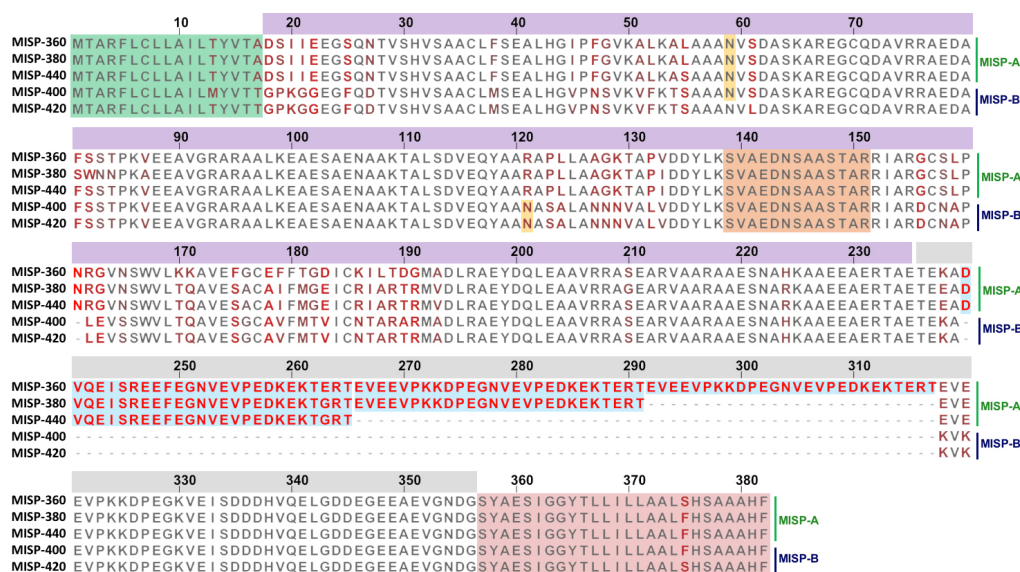 10 20 30 40 50 60 70
MISP-360 MTARFLCLLAILTYVTADSIIEEGSQNTVSHVSAACLFSEALHGIPFGVKALKALAAANVSDASKAREGCQDAVRRAEDA
MISP-380 MTARFLCLLAILTYVTADSIIEEGSQNTVSHVSAACLFSEALHGIPFGVKALKALAAANVSDASKAREGCQDAVRRAEDA MISP-A
MISP-440 MTARFLCLLAILTYVTADSIIEEGSQNTVSHVSAACLFSEALHGIPFGVKALKASAAANVSDASKAREGCQDAVRRAEDA
MISP-400 MTARFLCLLAILMYVTTGPKGGEGFQDTVSHVSAACLMSEALHGVPNSVKVFKTSAAANVSDASKAREGCQDAVRRAEDA MISP-B
MISP-420 MTARFLCLLAILTYVTTGPKGGEGFQDTVSHVSAACLMSEALHGVPNSVKVFKTSAAANVLDASKAREGCQDAVRRAEDA
90 100 110 120 130 140 150
MISP-360 FSSTPKVEEAVGRARAALKEAESAENAAKTALSDVEQYAARAPLLAAGKTAPVDDYLKSVAEDNSAASTARRIARGCSLP
MISP-380 SWNNPKAEEAVGRARAALKEAESAENAAKTALSDVEQYAARAPLLAAGKTAPIDDYLKSVAEDNSAASTARRIARGCSLP MISP-A
MISP-440 FSSTPKVEEAVGRARAALKEAESAENAAKTALSDVEQYAARAPLLAAGKTAPIDDYLKSVAEDNSAASTARRIARGCSLP
MISP-400 FSSTPKVEEAVGRARAALKEAESAENAAKTALSDVEQYAANASALANNNVALVDDYLKSVAEDNSAASTARRIARDCNAP MISP-B
MISP-420 FSSTPKVEEAVGRARAALKEAESAENAAKTALSDVEQYAANASALANNNVALVDDYLKSVAEDNSAASTARRIARDCNAP
170 180 190 200 210 220 230
MISP-360 NRGVNSWVLKKAVEFGCEFFTGDICKILTDGMADLRAEYDQLEAAVRRASEARVAARAAESNAHKAAEEAERTAETEKAD
MISP-380 NRGVNSWVLTQAVESACAIFMGEICRIARTRMVDLRAEYDQLEAAVRRAGEARVAARAAESNARKAAEEAERTAETEEAD MISP-A
MISP-440 NRGVNSWVLTQAVESACAIFMGEICRIARTRMVDLRAEYDQLEAAVRRASEARVAARAAESNAHKAAEEAERTAETEEAD
MISP-400 -LEVSSWVLTQAVESGCAVFMTVICNTARARMADLRAEYDQLEAAVRRASEARVAARAAESNAHKAAEEAERTAETEKA- MISP-B
MISP-420 -LEVSSWVLTQAVESGCAVFMTVICNTARTRMADLRAEYDQLEAAVRRASEARVAARAAESNAHKAAEEAERTAETEKA-
250 260 270 280 290 300 310
MISP-360 VQEISREEFEGNVEVPEDKEKTERTEVEEVPKKDPEGNVEVPEDKEKTERTEVEEVPKKDPEGNVEVPEDKEKTERTEVE
MISP-380 VQEISREEFEGNVEVPEDKEKTGRTEVEEVPKKDPEGNVEVPEDKEKTERT--------------------------EVE MISP-A
MISP-440 VQEISREEFEGNVEVPEDKEKTGRT----------------------------------------------------EVE
MISP-400 -----------------------------------------------------------------------------KVK MISP-B
MISP-420 -----------------------------------------------------------------------------KVK
330 340 350 360 370 380
MISP-360 EVPKKDPEGKVEISDDDHVQELGDDEGEEAEVGNDGSYAESIGGYTLLILLAALSHSAAAHF
MISP-380 EVPKKDPEGKVEISDDDHVQELGDDEGEEAEVGNDGSYAESIGGYTLLILLAALFHSAAAHF MISP-A
MISP-440 EVPKKDPEGKVEISDDDHVQELGDDEGEEAEVGNDGSYAESIGGYTLLILLAALFHSAAAHF
MISP-400 EVPKKDPEGKVEISDDDHVQELGDDEGEEAEVGNDGSYAESIGGYTLLILLAALFHSAAAHF MISP-B
MISP-420 EVPKKDPEGKVEISDDDHVQELGDDEGEEAEVGNDGSYAESIGGYTLLILLAALSHSAAAHF